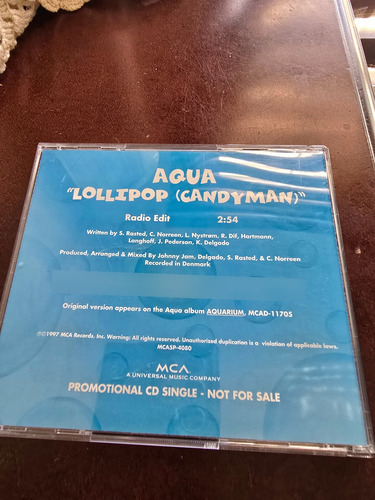 AQUA
"LOLLIPOP (CANDYMAN)"
Radio Edit 2:54
Written by S. Rasted, C. Norreen, L. Nystrøm, R. Dif, Hartmann,
Langhoff, J. Pederson, K. Delgado
Produced, Arranged & Mixed By Johnny Jam, Delgado, S. Rasted, & C. Norreen
Recorded in Denmark
Original version appears on the Aqua album AQUARIUM, MCAD-11705
℗©1997 MCA Records, Inc. Warning: All rights reserved. Unauthorized duplication is a violation of applicable laws.
MCA5P-4080
MCA
A UNIVERSAL MUSIC COMPANY
PROMOTIONAL CD SINGLE - NOT FOR SALE